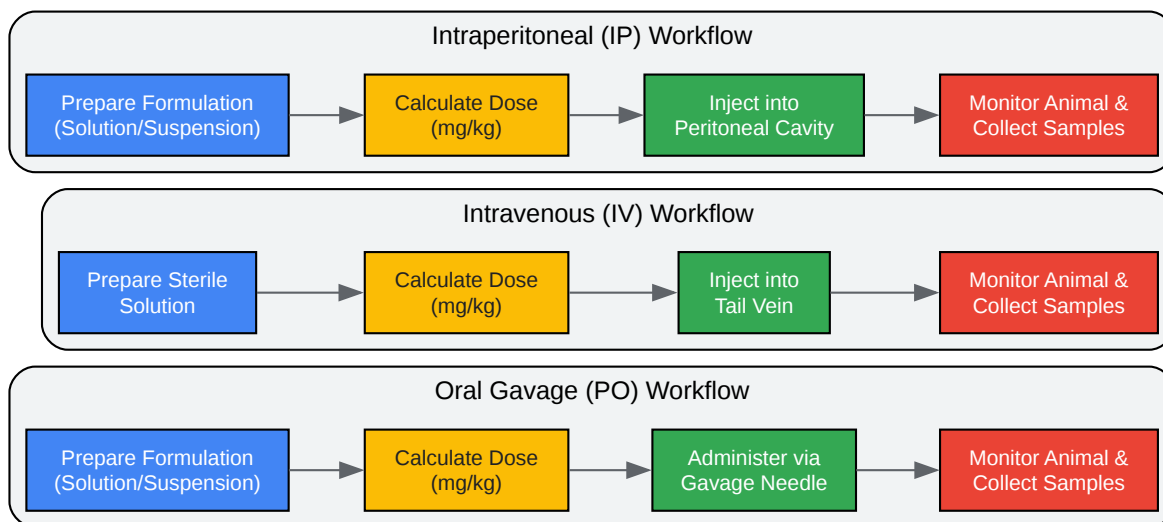 Intraperitoneal (IP) Workflow
Prepare Formulation
(Solution/Suspension)
Calculate Dose
(mg/kg)
Inject into
Peritoneal Cavity
Monitor Animal &
Collect Samples
Intravenous (IV) Workflow
Prepare Sterile
Solution
Calculate Dose
(mg/kg)
Inject into
Tail Vein
Monitor Animal &
Collect Samples
Oral Gavage (PO) Workflow
Prepare Formulation
(Solution/Suspension)
Calculate Dose
(mg/kg)
Administer via
Gavage Needle
Monitor Animal &
Collect Samples